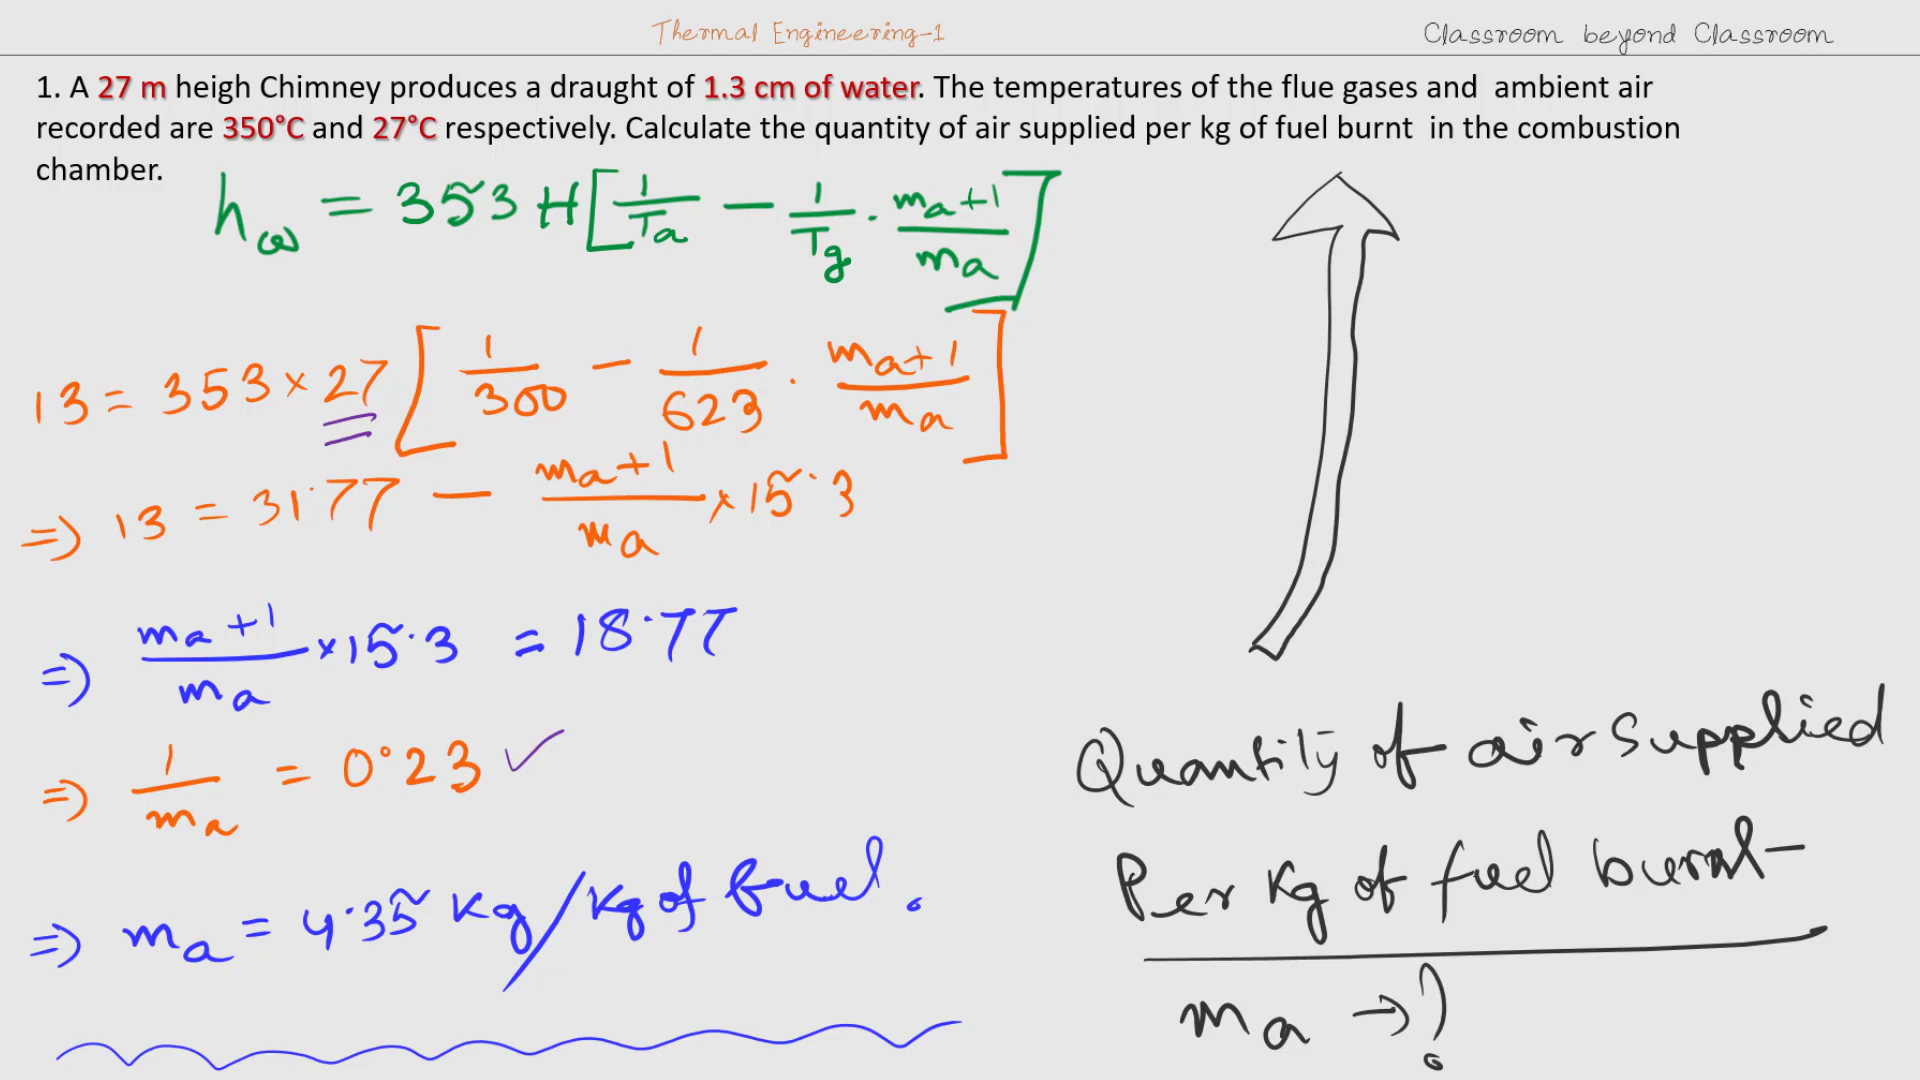 Thermal Engineering-1
Classroom beyond Classroom
1. A 27 m heigh Chimney produces a draught of 1.3 cm of water. The temperatures of the flue gases and ambient air
recorded are 350°C and 27°C respectively. Calculate the quantity of air supplied per kg of fuel burnt in the combustion
chamber.
hω = 353 H [1/Ta - 1/Tg · (ma+1)/ma]
13 = 353 × 27 [1/300 - 1/623 · (ma+1)/ma]
=> 13 = 31.77 - (ma+1)/ma × 15.3
=> (ma+1)/ma × 15.3 = 18.77
=> 1/ma = 0.23 ✓
=> ma = 4.35 kg/kg of fuel.
Quantity of air supplied
Per kg of fuel burnt-
ma → ?